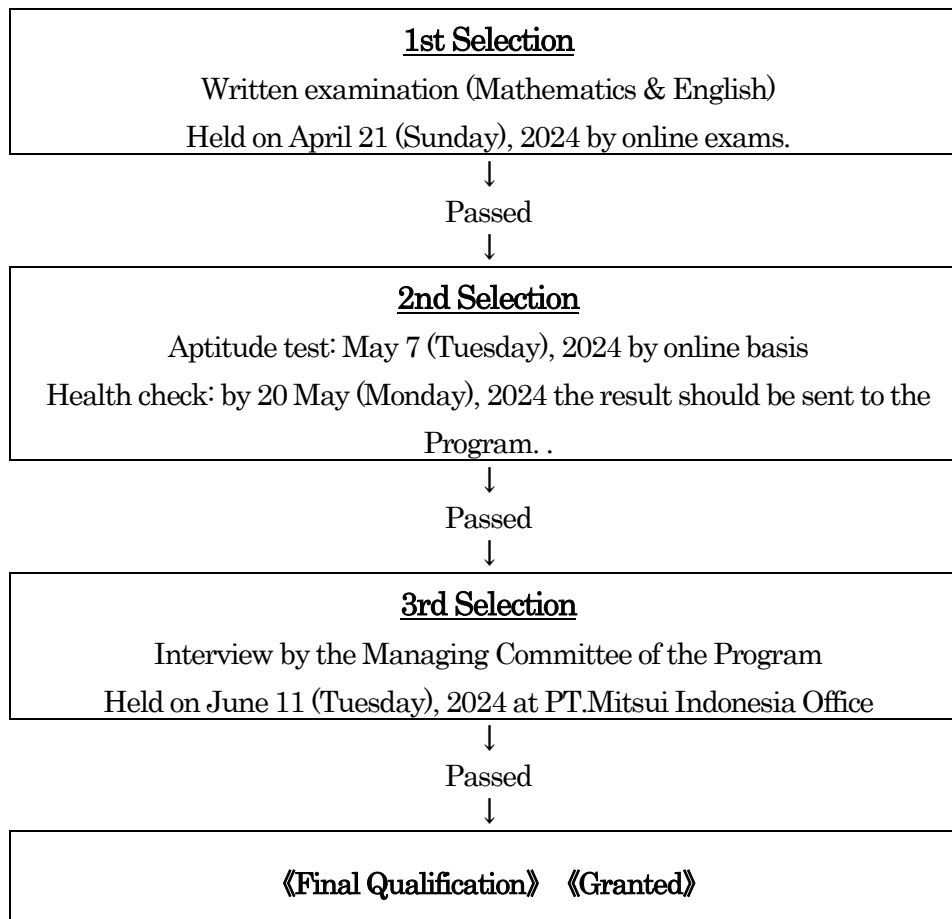 1st Selection
Written examination (Mathematics & English)
Held on April 21 (Sunday), 2024 by online exams.
↓
Passed
↓
2nd Selection
Aptitude test: May 7 (Tuesday), 2024 by online basis
Health check: by 20 May (Monday), 2024 the result should be sent to the
Program. .
↓
Passed
↓
3rd Selection
Interview by the Managing Committee of the Program
Held on June 11 (Tuesday), 2024 at PT.Mitsui Indonesia Office
↓
Passed
↓
《Final Qualification》 《Granted》